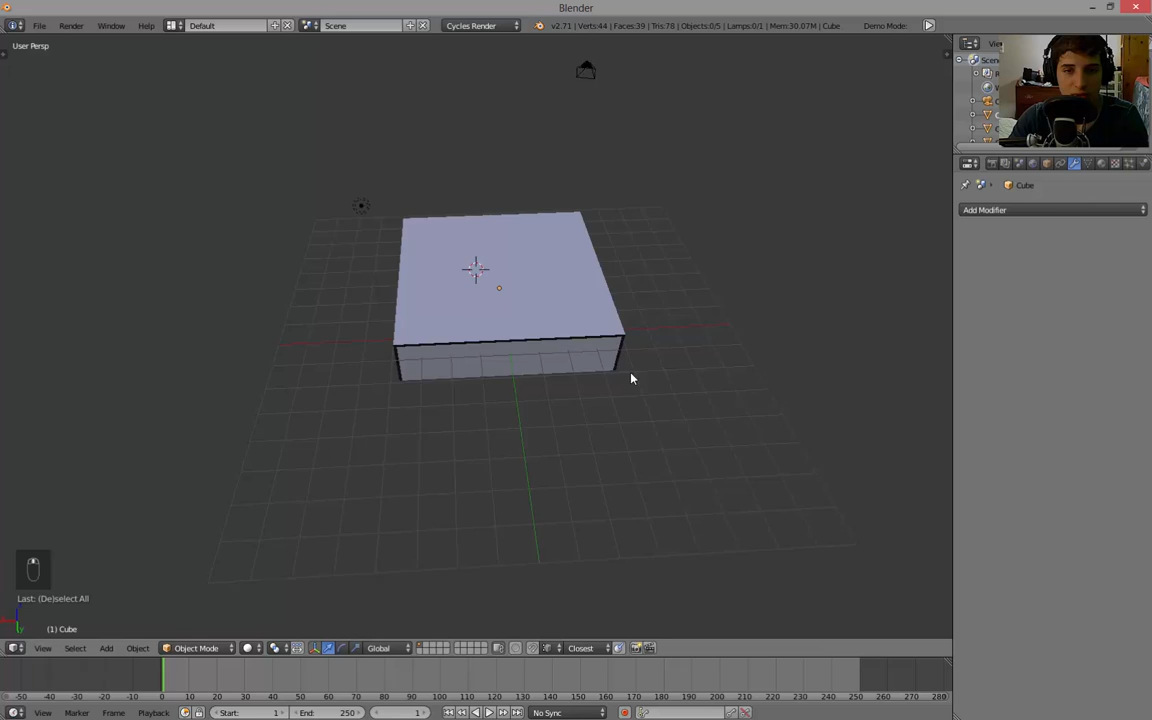 Blender
File Render Window Help Default Scene Cycles Render v2.71 | Verts:44 | Faces:39 | Tris:78 | Objects:0/5 | Lamps:0/1 | Mem:30.07M | Cube Demo Mode:
User Persp
Cube
Add Modifier
Last: (De)select All
(1) Cube
View Select Add Object Object Mode Global Closest
-50 -40 -30 -20 -10 0 10 20 30 40 50 60 70 80 90 100 110 120 130 140 150 160 170 180 190 200 210 220 230 240 250 260 270 280
View Marker Frame Playback Start: 1 End: 250 1 No Sync